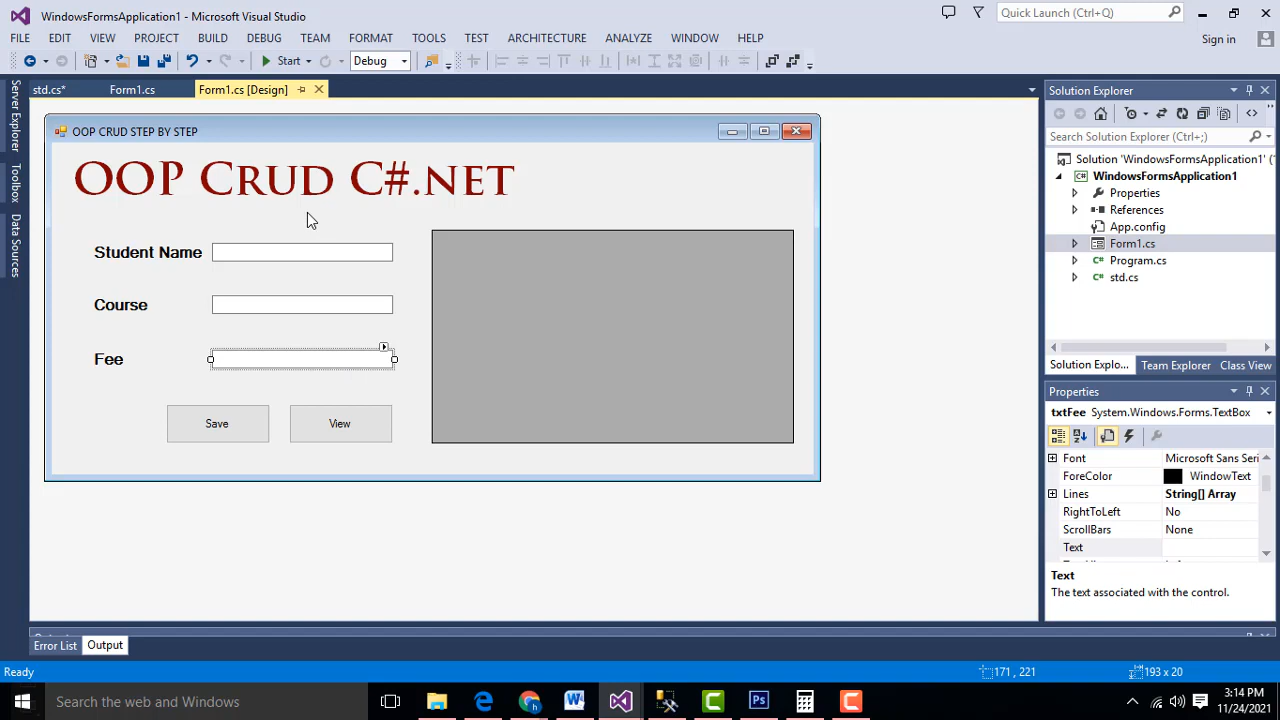 WindowsFormsApplication1 - Microsoft Visual Studio
Quick Launch (Ctrl+Q)
FILE EDIT VIEW PROJECT BUILD DEBUG TEAM FORMAT TOOLS TEST ARCHITECTURE ANALYZE WINDOW HELP
Sign in
Start Debug
std.cs* Form1.cs Form1.cs [Design]
Server Explorer
Toolbox
Data Sources
OOP CRUD STEP BY STEP
OOP Crud C#.net
Student Name
Course
Fee
Save View
Solution Explorer
Search Solution Explorer (Ctrl+;)
Solution 'WindowsFormsApplication1' (
WindowsFormsApplication1
Properties
References
App.config
Form1.cs
Program.cs
std.cs
Solution Explo... Team Explorer Class View
Properties
txtFee System.Windows.Forms.TextBox
Font Microsoft Sans Seri
ForeColor WindowText
Lines String[] Array
RightToLeft No
ScrollBars None
Text
Text
The text associated with the control.
Error List Output
Ready 171 , 221 193 x 20
Search the web and Windows
3:14 PM
11/24/2021